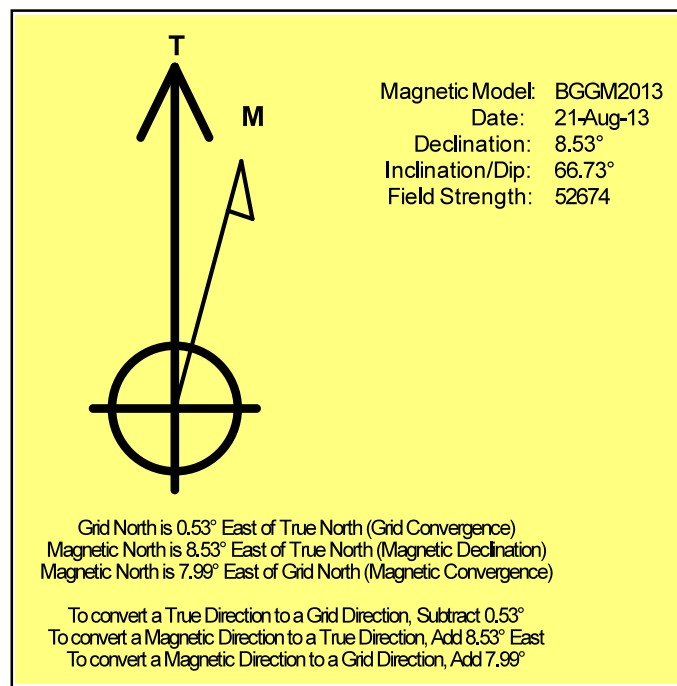 T
M
Magnetic Model: BGGM2013
Date: 21-Aug-13
Declination: 8.53°
Inclination/Dip: 66.73°
Field Strength: 52674
Grid North is 0.53° East of True North (Grid Convergence)
Magnetic North is 8.53° East of True North (Magnetic Declination)
Magnetic North is 7.99° East of Grid North (Magnetic Convergence)
To convert a True Direction to a Grid Direction, Subtract 0.53°
To convert a Magnetic Direction to a True Direction, Add 8.53° East
To convert a Magnetic Direction to a Grid Direction, Add 7.99°